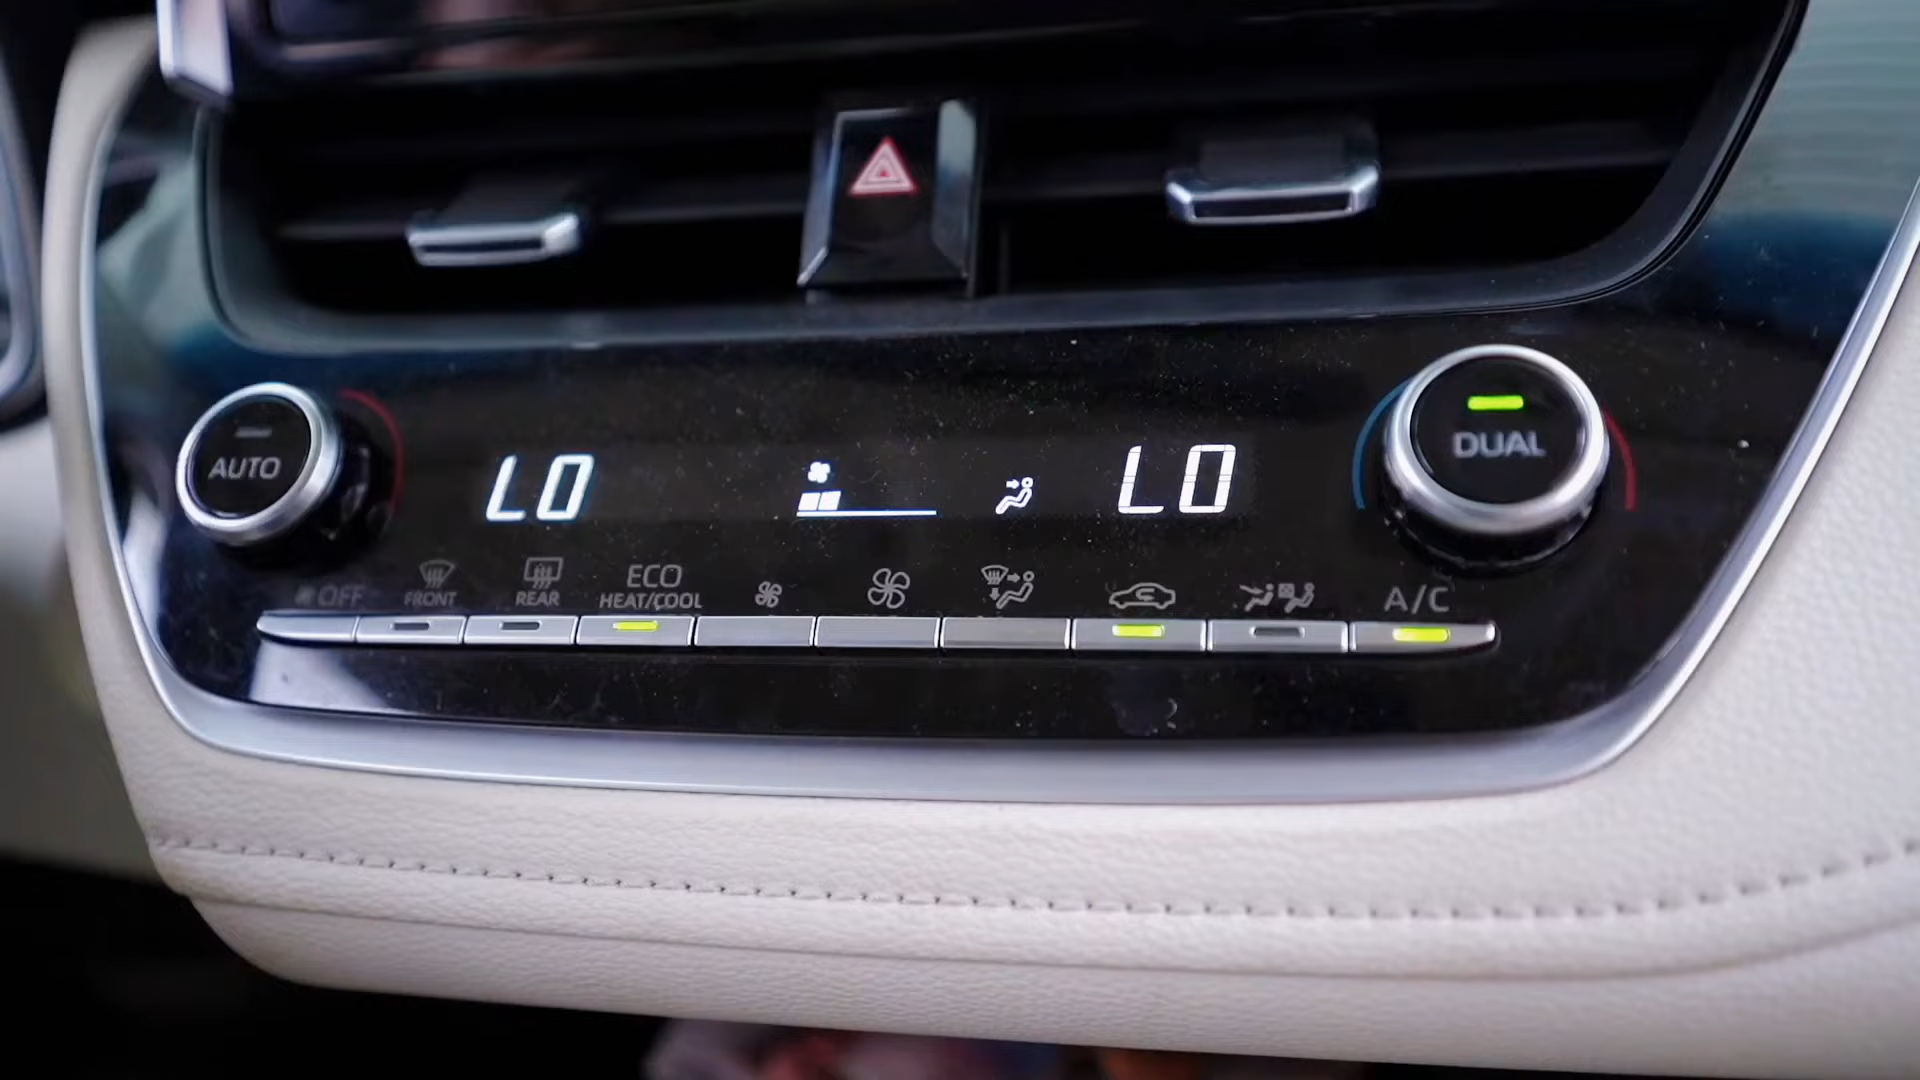 AUTO
LO
LO
DUAL
OFF
FRONT
REAR
ECO
HEAT/COOL
A/C